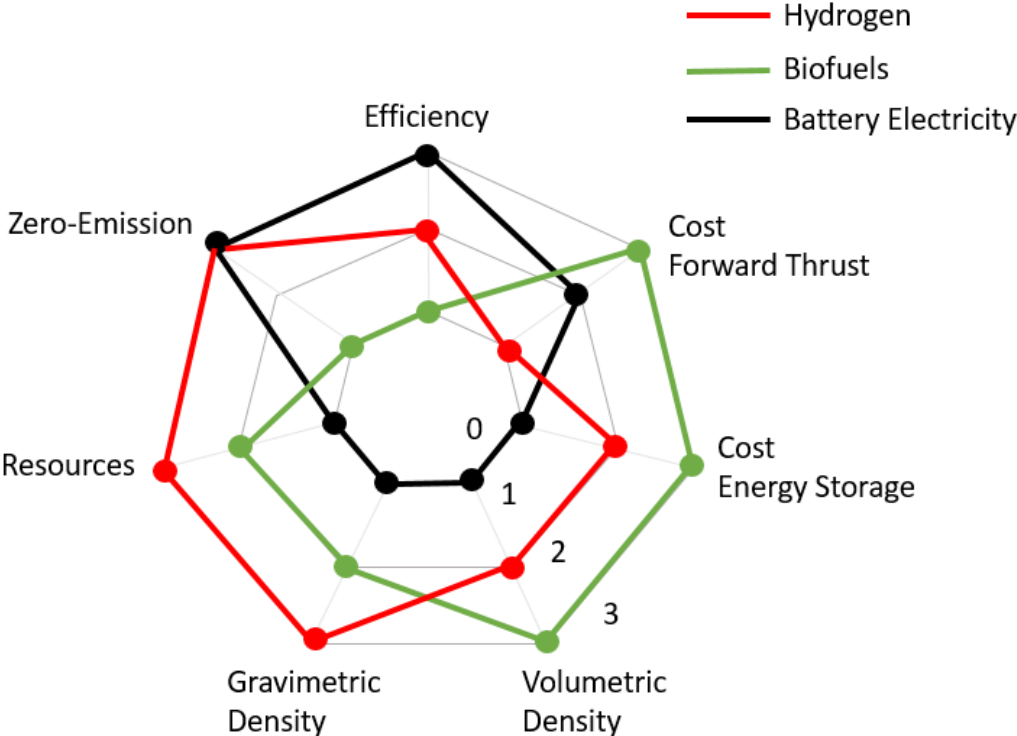 Hydrogen
Biofuels
Battery Electricity
Efficiency
Zero-Emission
Cost
Forward Thrust
0
Cost
Energy Storage
Resources
1
2
3
Gravimetric
Density
Volumetric
Density